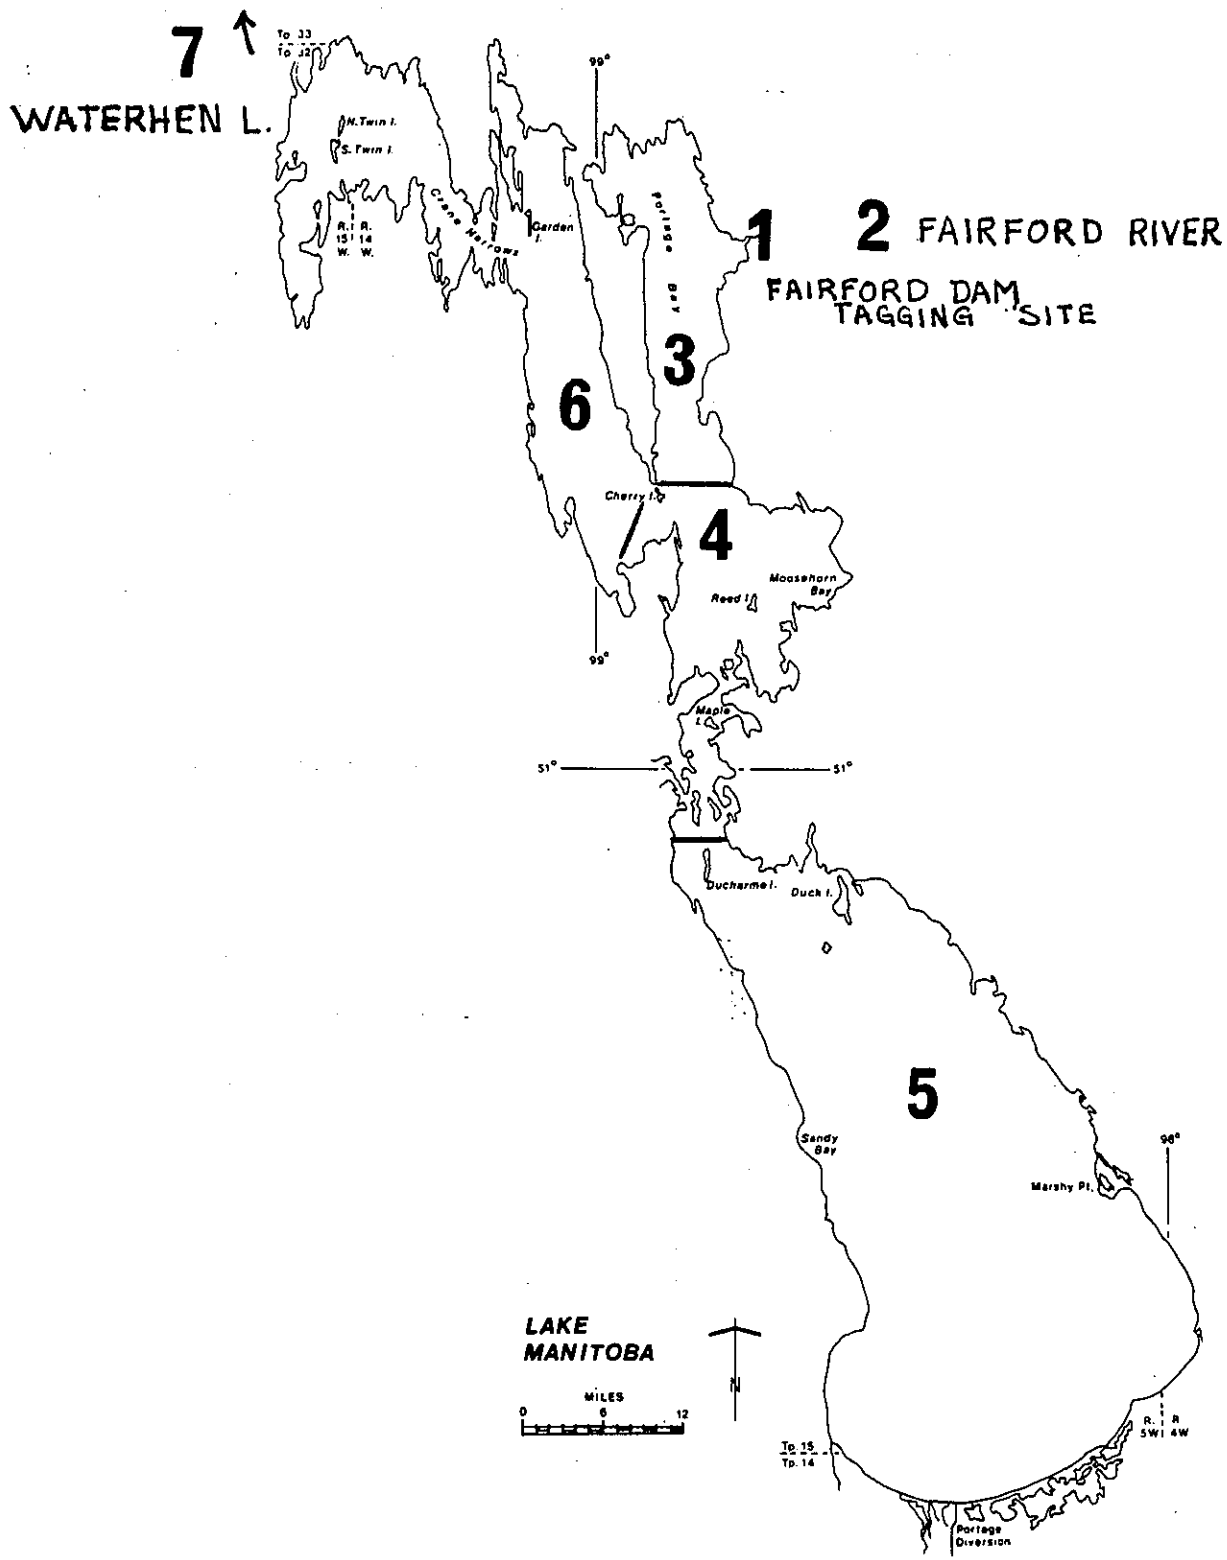 7
Tp. 33
Tp. 32
WATERHEN L.
99°
N. Twin I.
S. Twin I.
Crane Narrows
R. R.
15 14
W. W.
Garden
I.
Portage Bay
1
2 FAIRFORD RIVER
FAIRFORD DAM
TAGGING SITE
3
6
Cherry I.
4
Moosehorn
Bay
Reed I.
99°
Maple
I.
51°
51°
Ducharme I.
Duck I.
5
Sandy
Bay
98°
Marshy Pt.
LAKE
MANITOBA
MILES
0 6 12
N
R. R
5W 4W
Tp. 15
Tp. 14
Portage
Diversion